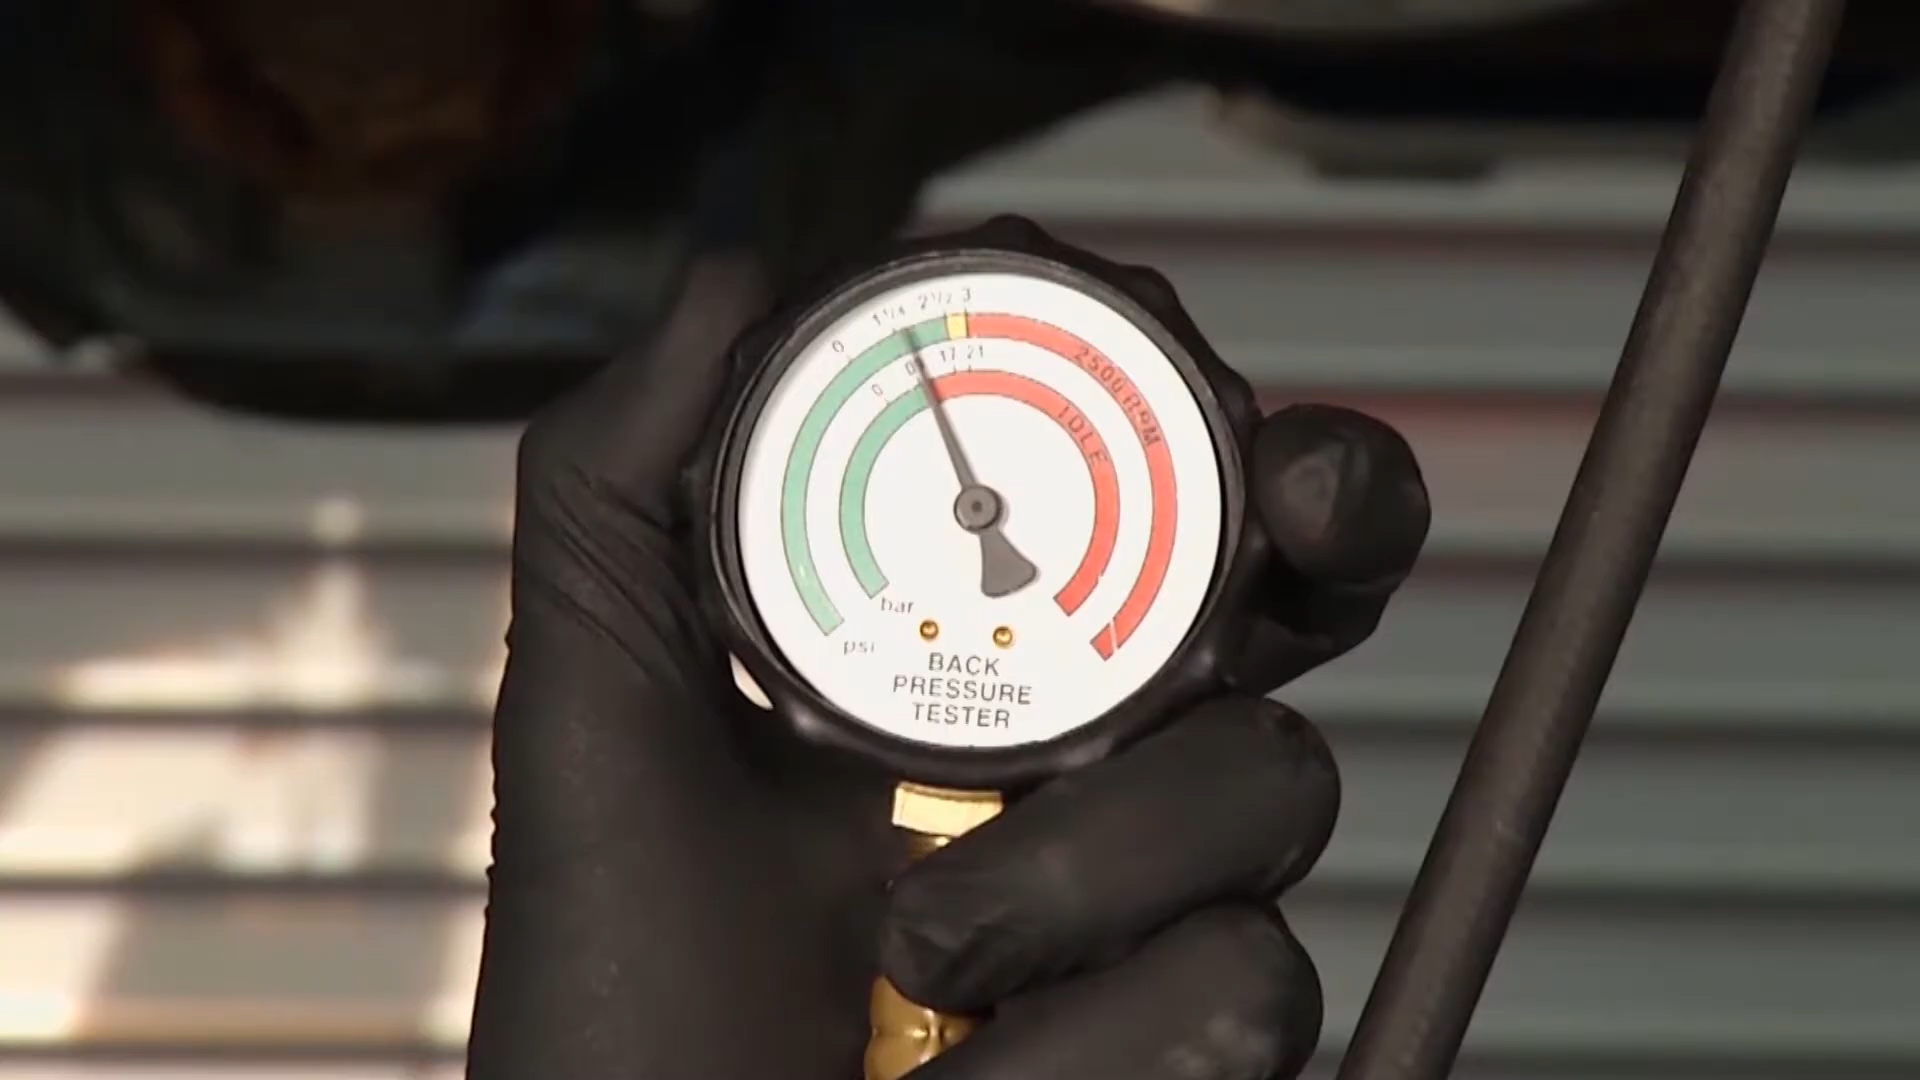 0 1 1/4 2 1/2 3
0 17 21
2500 RPM
IDLE
bar
psi
BACK
PRESSURE
TESTER